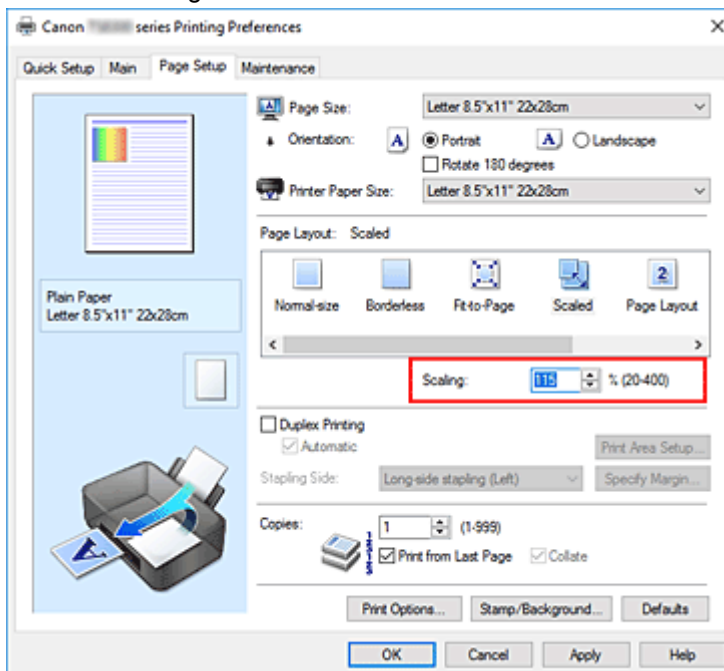 Canon series Printing Preferences
Quick Setup Main Page Setup Maintenance
Page Size: Letter 8.5"x11" 22x28cm
Orientation: A Portrait A Landscape
Rotate 180 degrees
Printer Paper Size: Letter 8.5"x11" 22x28cm
Page Layout: Scaled
Normal-size Borderless Fit-to-Page Scaled 2 Page Layout
Plain Paper
Letter 8.5"x11" 22x28cm
Scaling: 115 % (20-400)
Duplex Printing
Automatic
Print Area Setup...
Stapling Side: Long-side stapling (Left) Specify Margin...
Copies: 1 (1-999)
Print from Last Page Collate
A
Print Options... Stamp/Background... Defaults
OK Cancel Apply Help